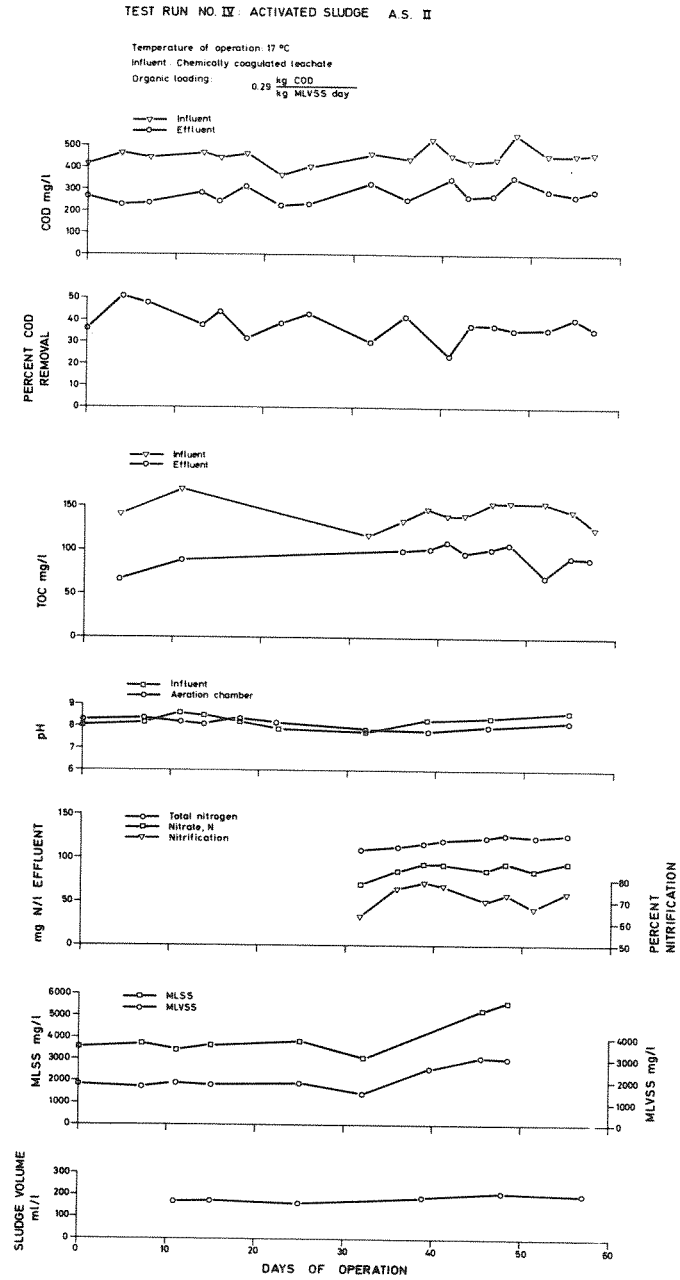 TEST RUN NO. IV: ACTIVATED SLUDGE A.S. II
Temperature of operation: 17 °C
Influent: Chemically coagulated leachate
Organic loading: 0.29 kg COD
kg MLVSS day
Influent
Effluent
500
400
300
200
100
0
COD mg/l
50
40
30
20
10
0
PERCENT COD
REMOVAL
Influent
Effluent
150
100
50
0
TOC mg/l
Influent
Aeration chamber
9
8
7
6
pH
Total nitrogen
Nitrate, N
Nitrification
150
100
50
0
mg N/l EFFLUENT
80
70
60
50
PERCENT
NITRIFICATION
MLSS
MLVSS
6000
5000
4000
3000
2000
1000
0
MLSS mg/l
4000
3000
2000
1000
0
MLVSS mg/l
300
200
100
0
SLUDGE VOLUME
ml/l
0 10 20 30 40 50 60
DAYS OF OPERATION